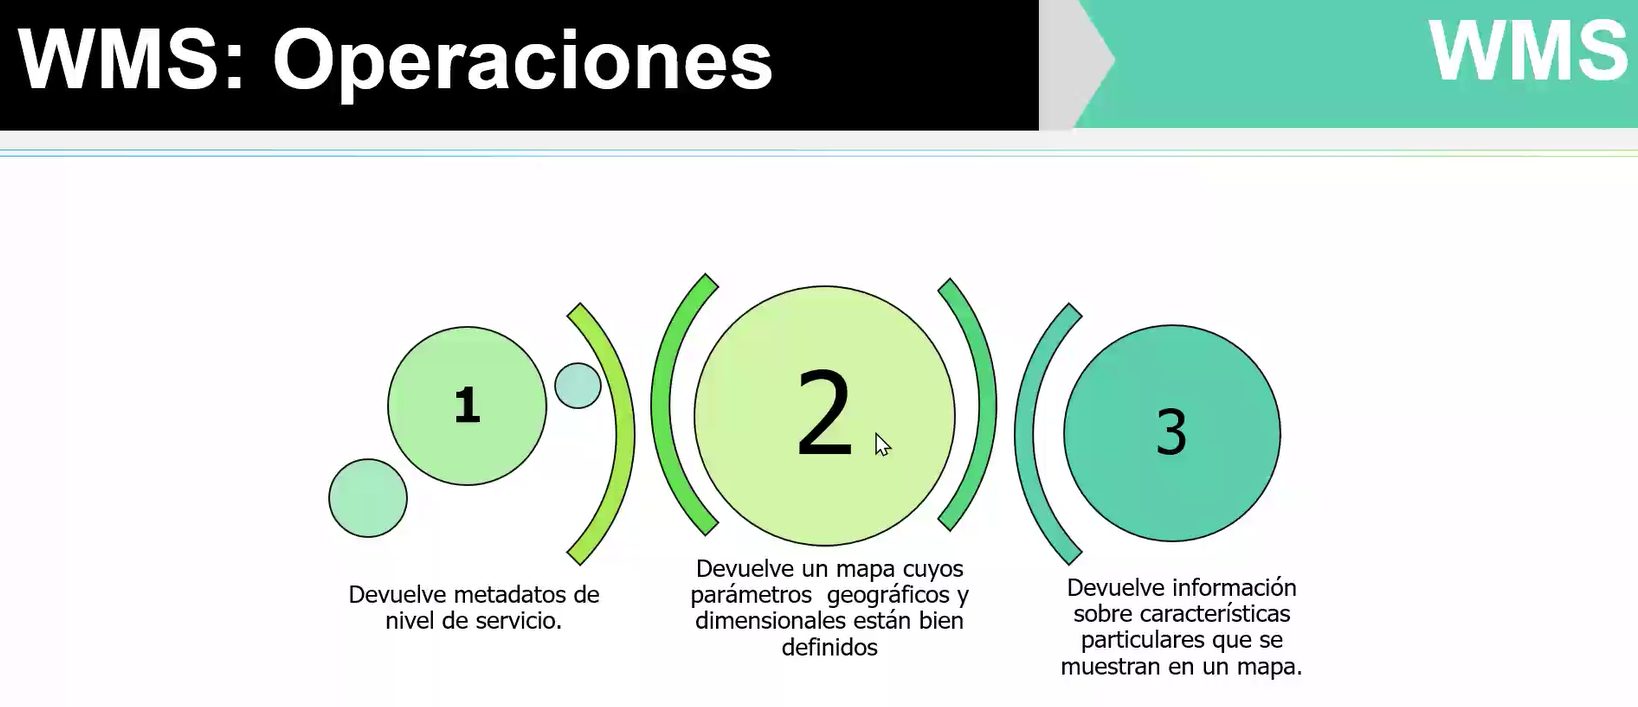 WMS: Operaciones
WMS
1
2
3
Devuelve metadatos de
nivel de servicio.
Devuelve un mapa cuyos
parámetros geográficos y
dimensionales están bien
definidos
Devuelve información
sobre características
particulares que se
muestran en un mapa.